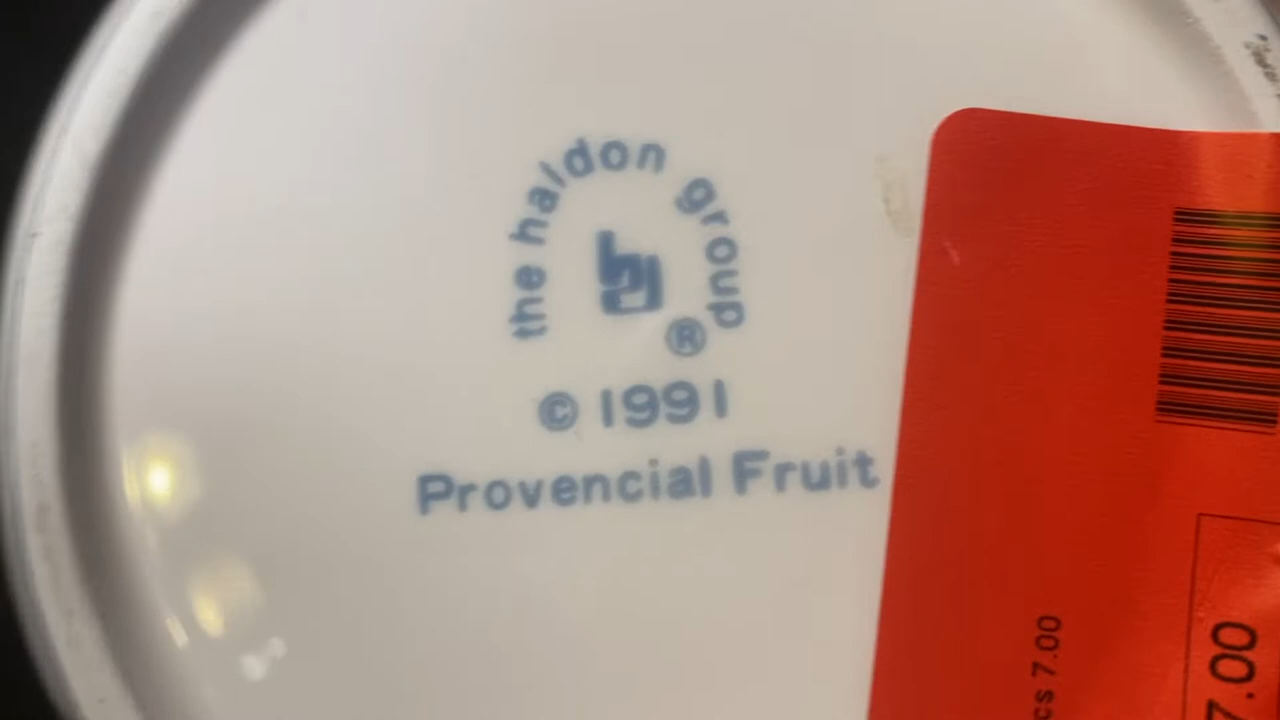 the haldon group
®
© 1991
Provencial Fruit
cs 7.00
7.00